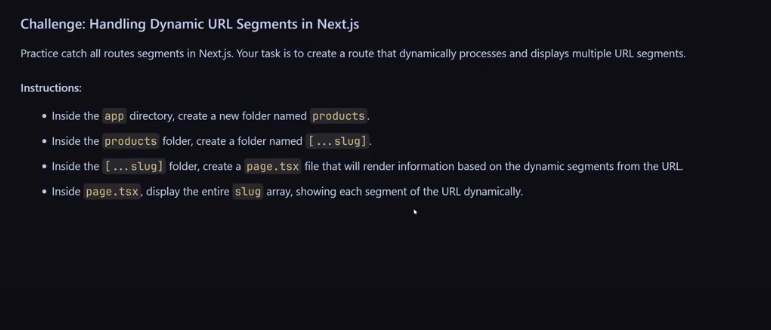 Challenge: Handling Dynamic URL Segments in Next.js
Practice catch all routes segments in Next.js. Your task is to create a route that dynamically processes and displays multiple URL segments.
Instructions:
• Inside the app directory, create a new folder named products.
• Inside the products folder, create a folder named [...slug].
• Inside the [...slug] folder, create a page.tsx file that will render information based on the dynamic segments from the URL.
• Inside page.tsx, display the entire slug array, showing each segment of the URL dynamically.